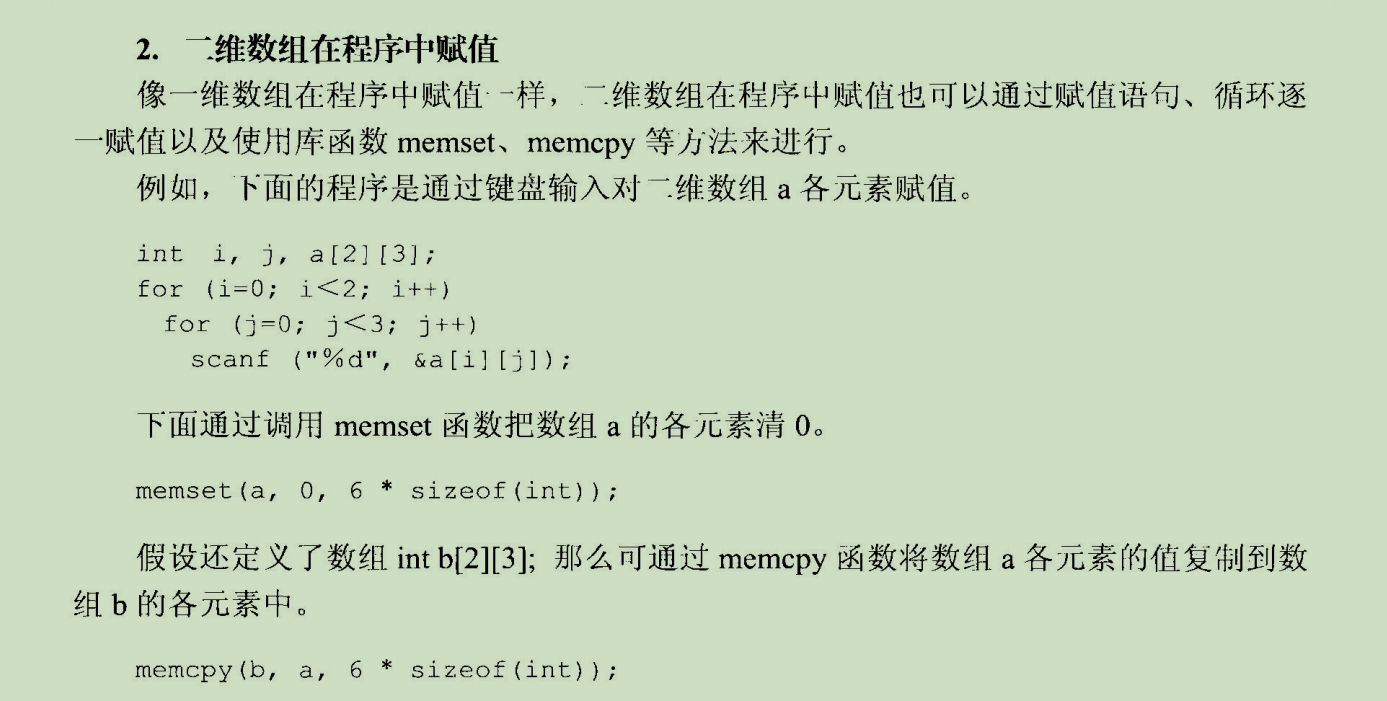 2. 二维数组在程序中赋值
像一维数组在程序中赋值一样，二维数组在程序中赋值也可以通过赋值语句、循环逐
一赋值以及使用库函数 memset、memcpy 等方法来进行。
例如，下面的程序是通过键盘输入对二维数组 a 各元素赋值。
int i, j, a[2][3];
for (i=0; i<2; i++)
for (j=0; j<3; j++)
scanf ("%d", &a[i][j]);
下面通过调用 memset 函数把数组 a 的各元素清 0。
memset(a, 0, 6 * sizeof(int));
假设还定义了数组 int b[2][3]; 那么可通过 memcpy 函数将数组 a 各元素的值复制到数
组 b 的各元素中。
memcpy(b, a, 6 * sizeof(int));